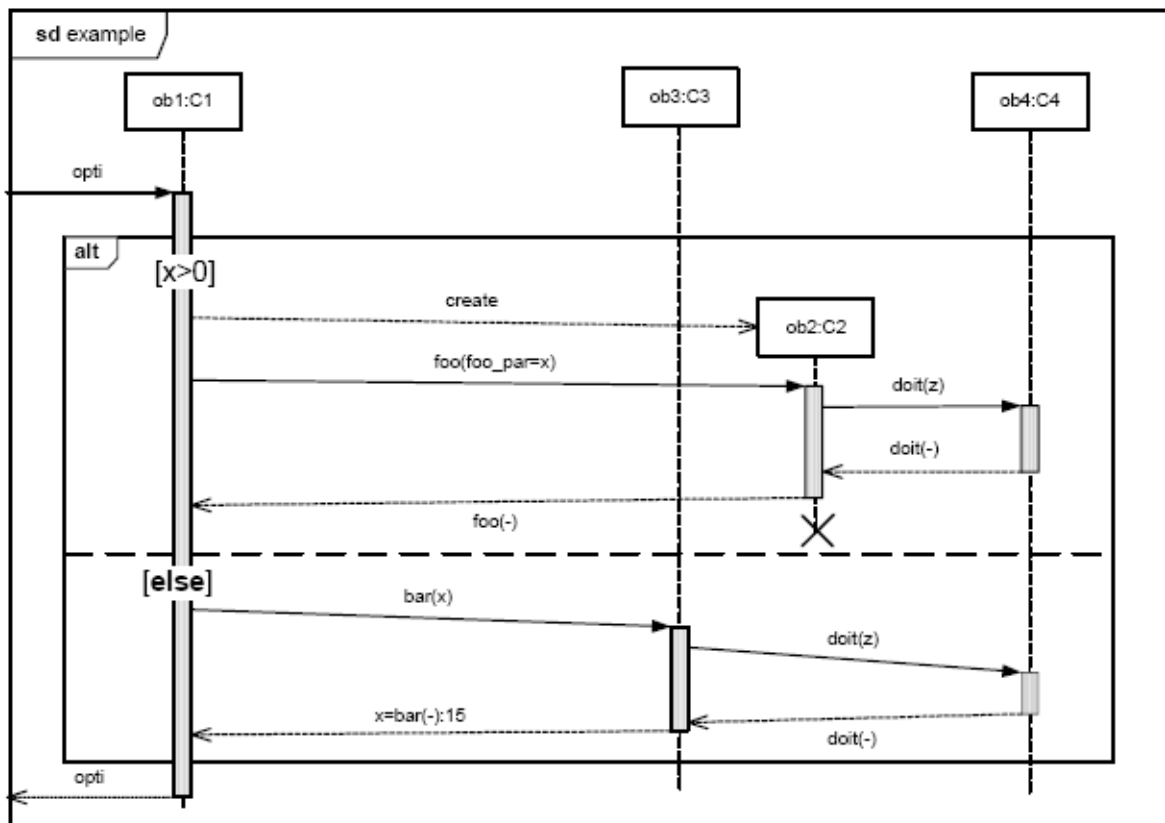 sd example
ob1:C1
ob3:C3
ob4:C4
opti
alt
[x>0]
create
ob2:C2
foo(foo_par=x)
doit(z)
doit(-)
foo(-)
[else]
bar(x)
doit(z)
x=bar(-):15
doit(-)
opti